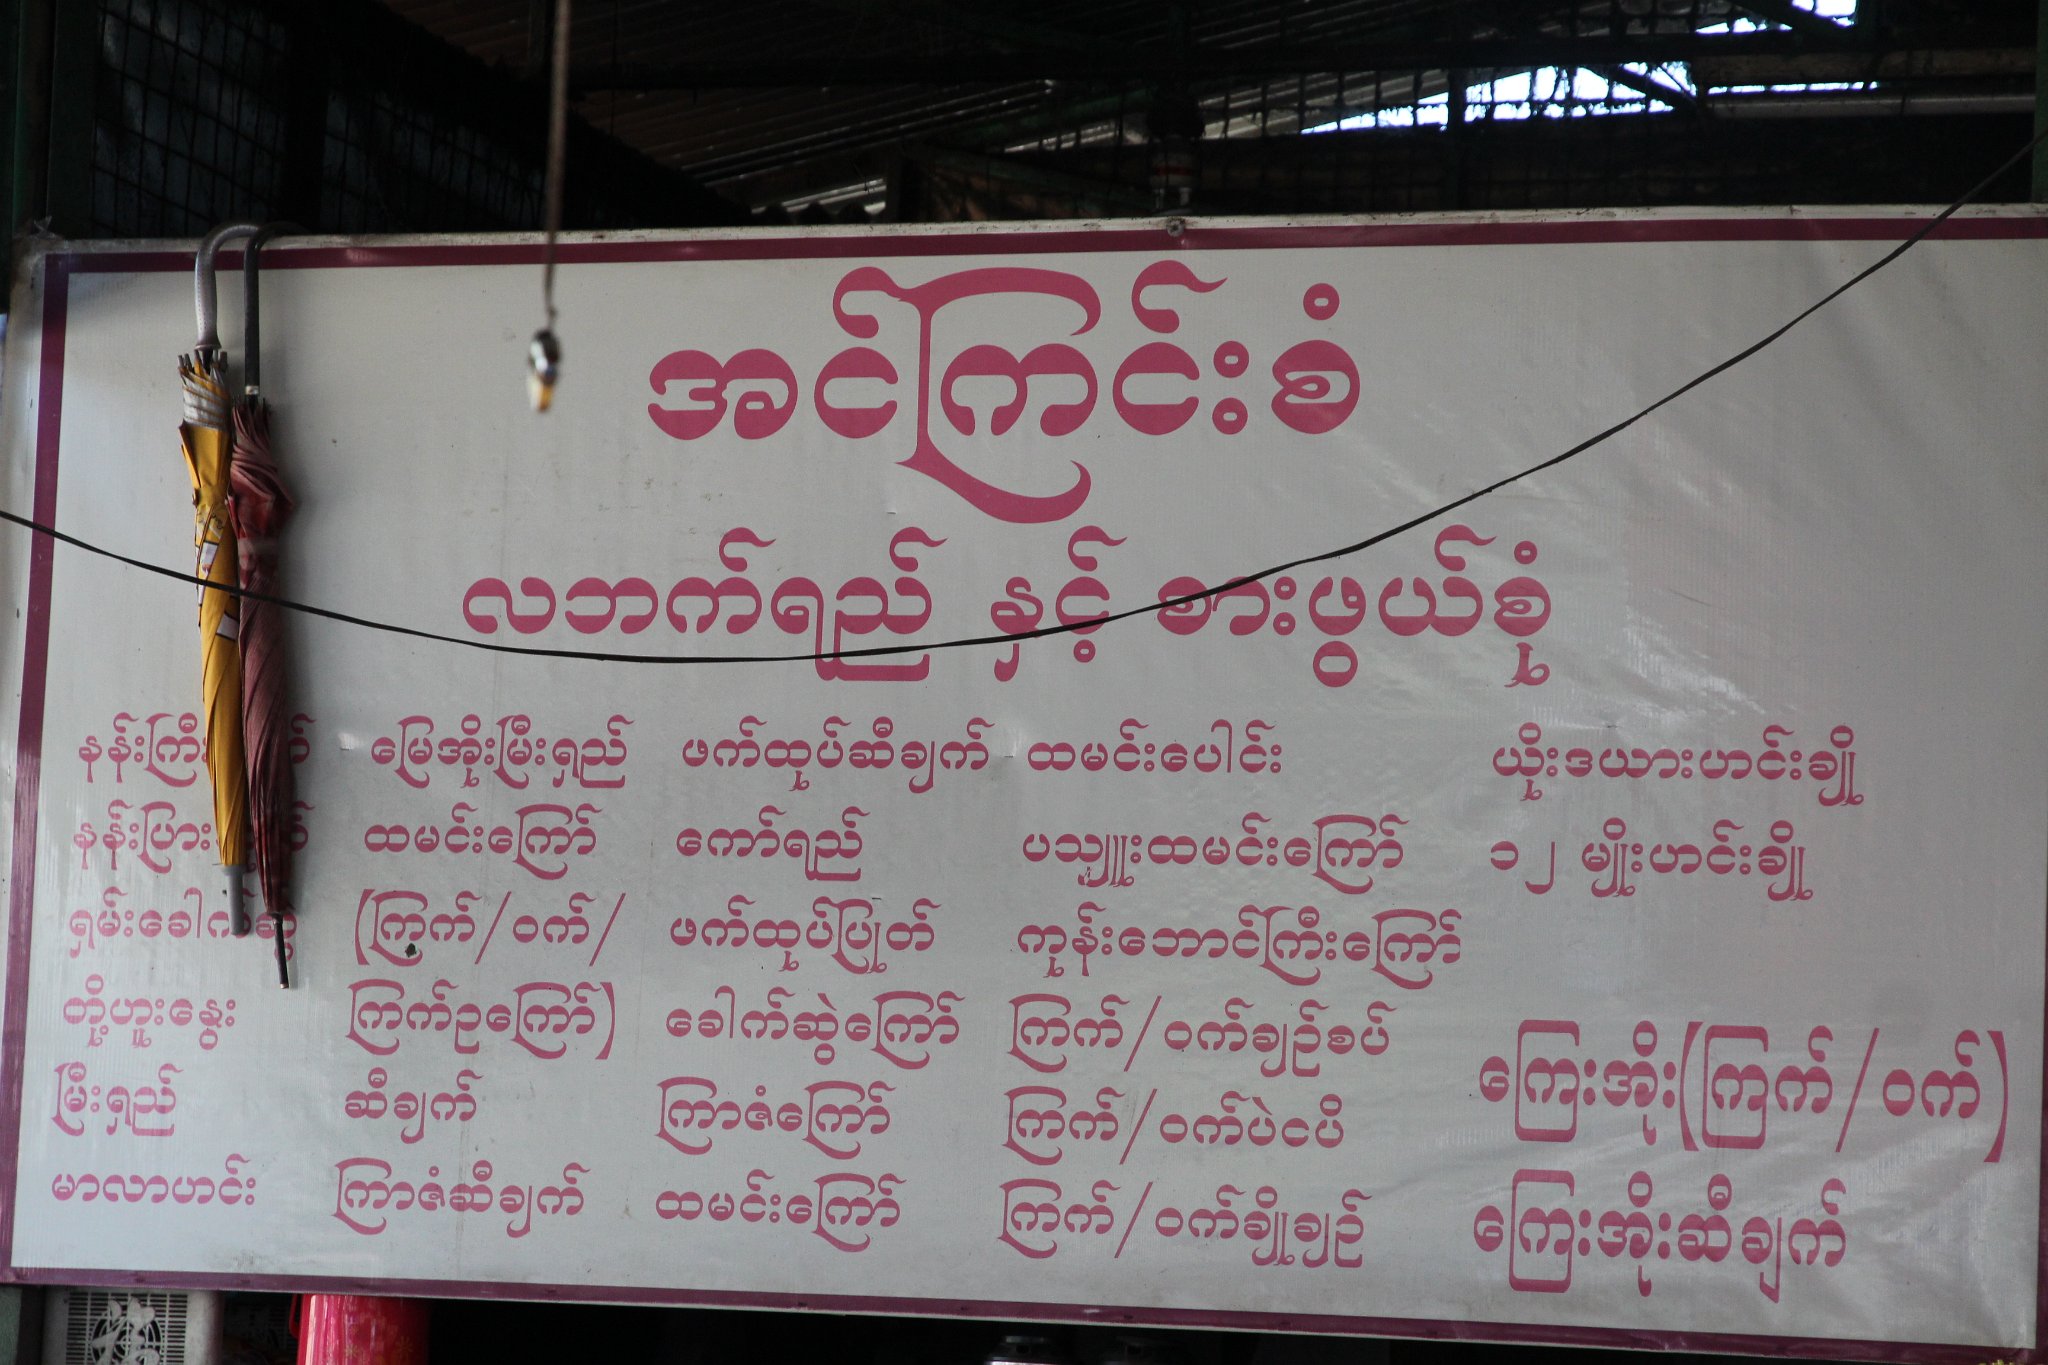 အင်ကြင်းစံ
လဘက်ရည် နှင့် စားဖွယ်စုံ
နန်းကြီး
နန်းပြား
ရှမ်းခေါက်ဆွဲ
တို့ဟူးနွေး
မြီးရှည်
မာလာဟင်း
မြေအိုးမြီးရှည်
ထမင်းကြော်
(ကြက်/ဝက်/
ကြက်ဥကြော်)
ဆီချက်
ကြာဇံဆီချက်
ဖက်ထုပ်ဆီချက်
ကော်ရည်
ဖက်ထုပ်ပြုတ်
ခေါက်ဆွဲကြော်
ကြာဇံကြော်
ထမင်းကြော်
ထမင်းပေါင်း
ပသျှူးထမင်းကြော်
ကုန်းဘောင်ကြီးကြော်
ကြက်/ဝက်ချဉ်စပ်
ကြက်/ဝက်ပဲငပိ
ကြက်/ဝက်ချိုချဉ်
ယိုးဒယားဟင်းချို
၁၂ မျိုးဟင်းချို
ကြေးအိုး(ကြက်/ဝက်)
ကြေးအိုးဆီချက်